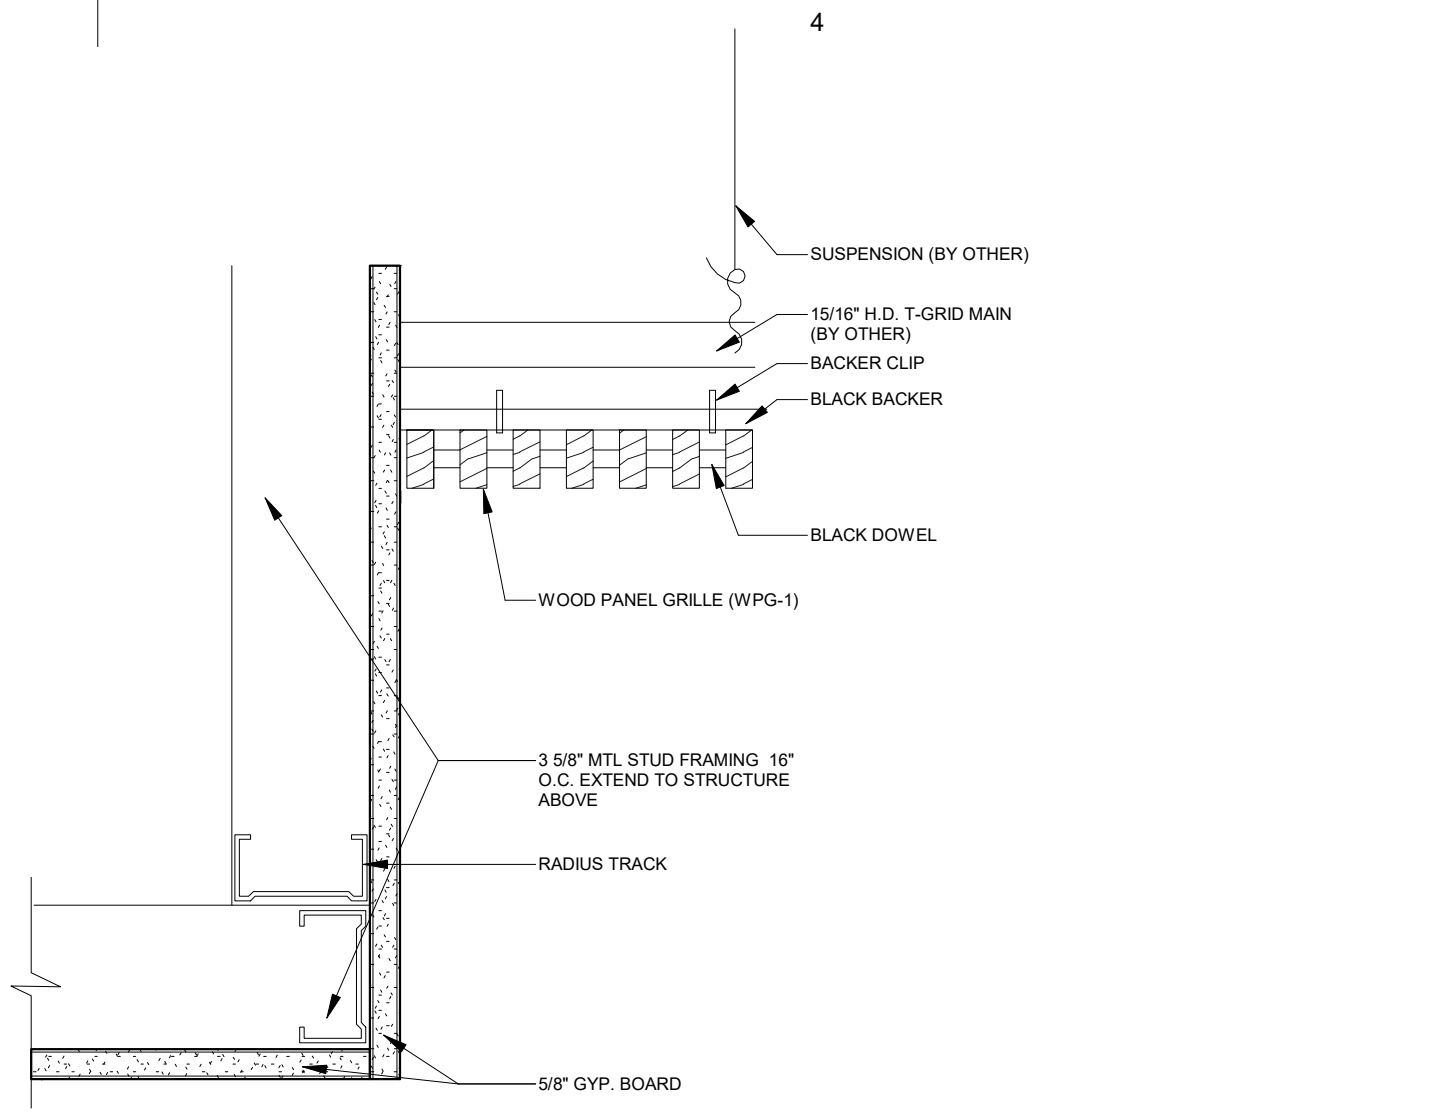 4
SUSPENSION (BY OTHER)
15/16" H.D. T-GRID MAIN
(BY OTHER)
BACKER CLIP
BLACK BACKER
BLACK DOWEL
WOOD PANEL GRILLE (WPG-1)
3 5/8" MTL STUD FRAMING  16"
O.C. EXTEND TO STRUCTURE
ABOVE
RADIUS TRACK
5/8" GYP. BOARD